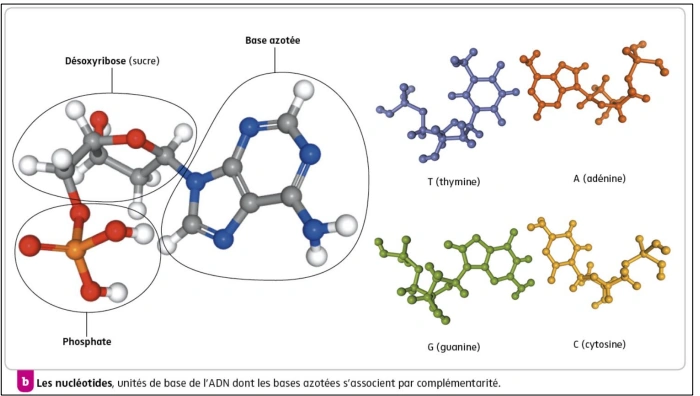 Base azotée
Désoxyribose (sucre)
T (thymine)
A (adénine)
Phosphate
G (guanine)
C (cytosine)
b Les nucléotides, unités de base de l'ADN dont les bases azotées s'associent par complémentarité.